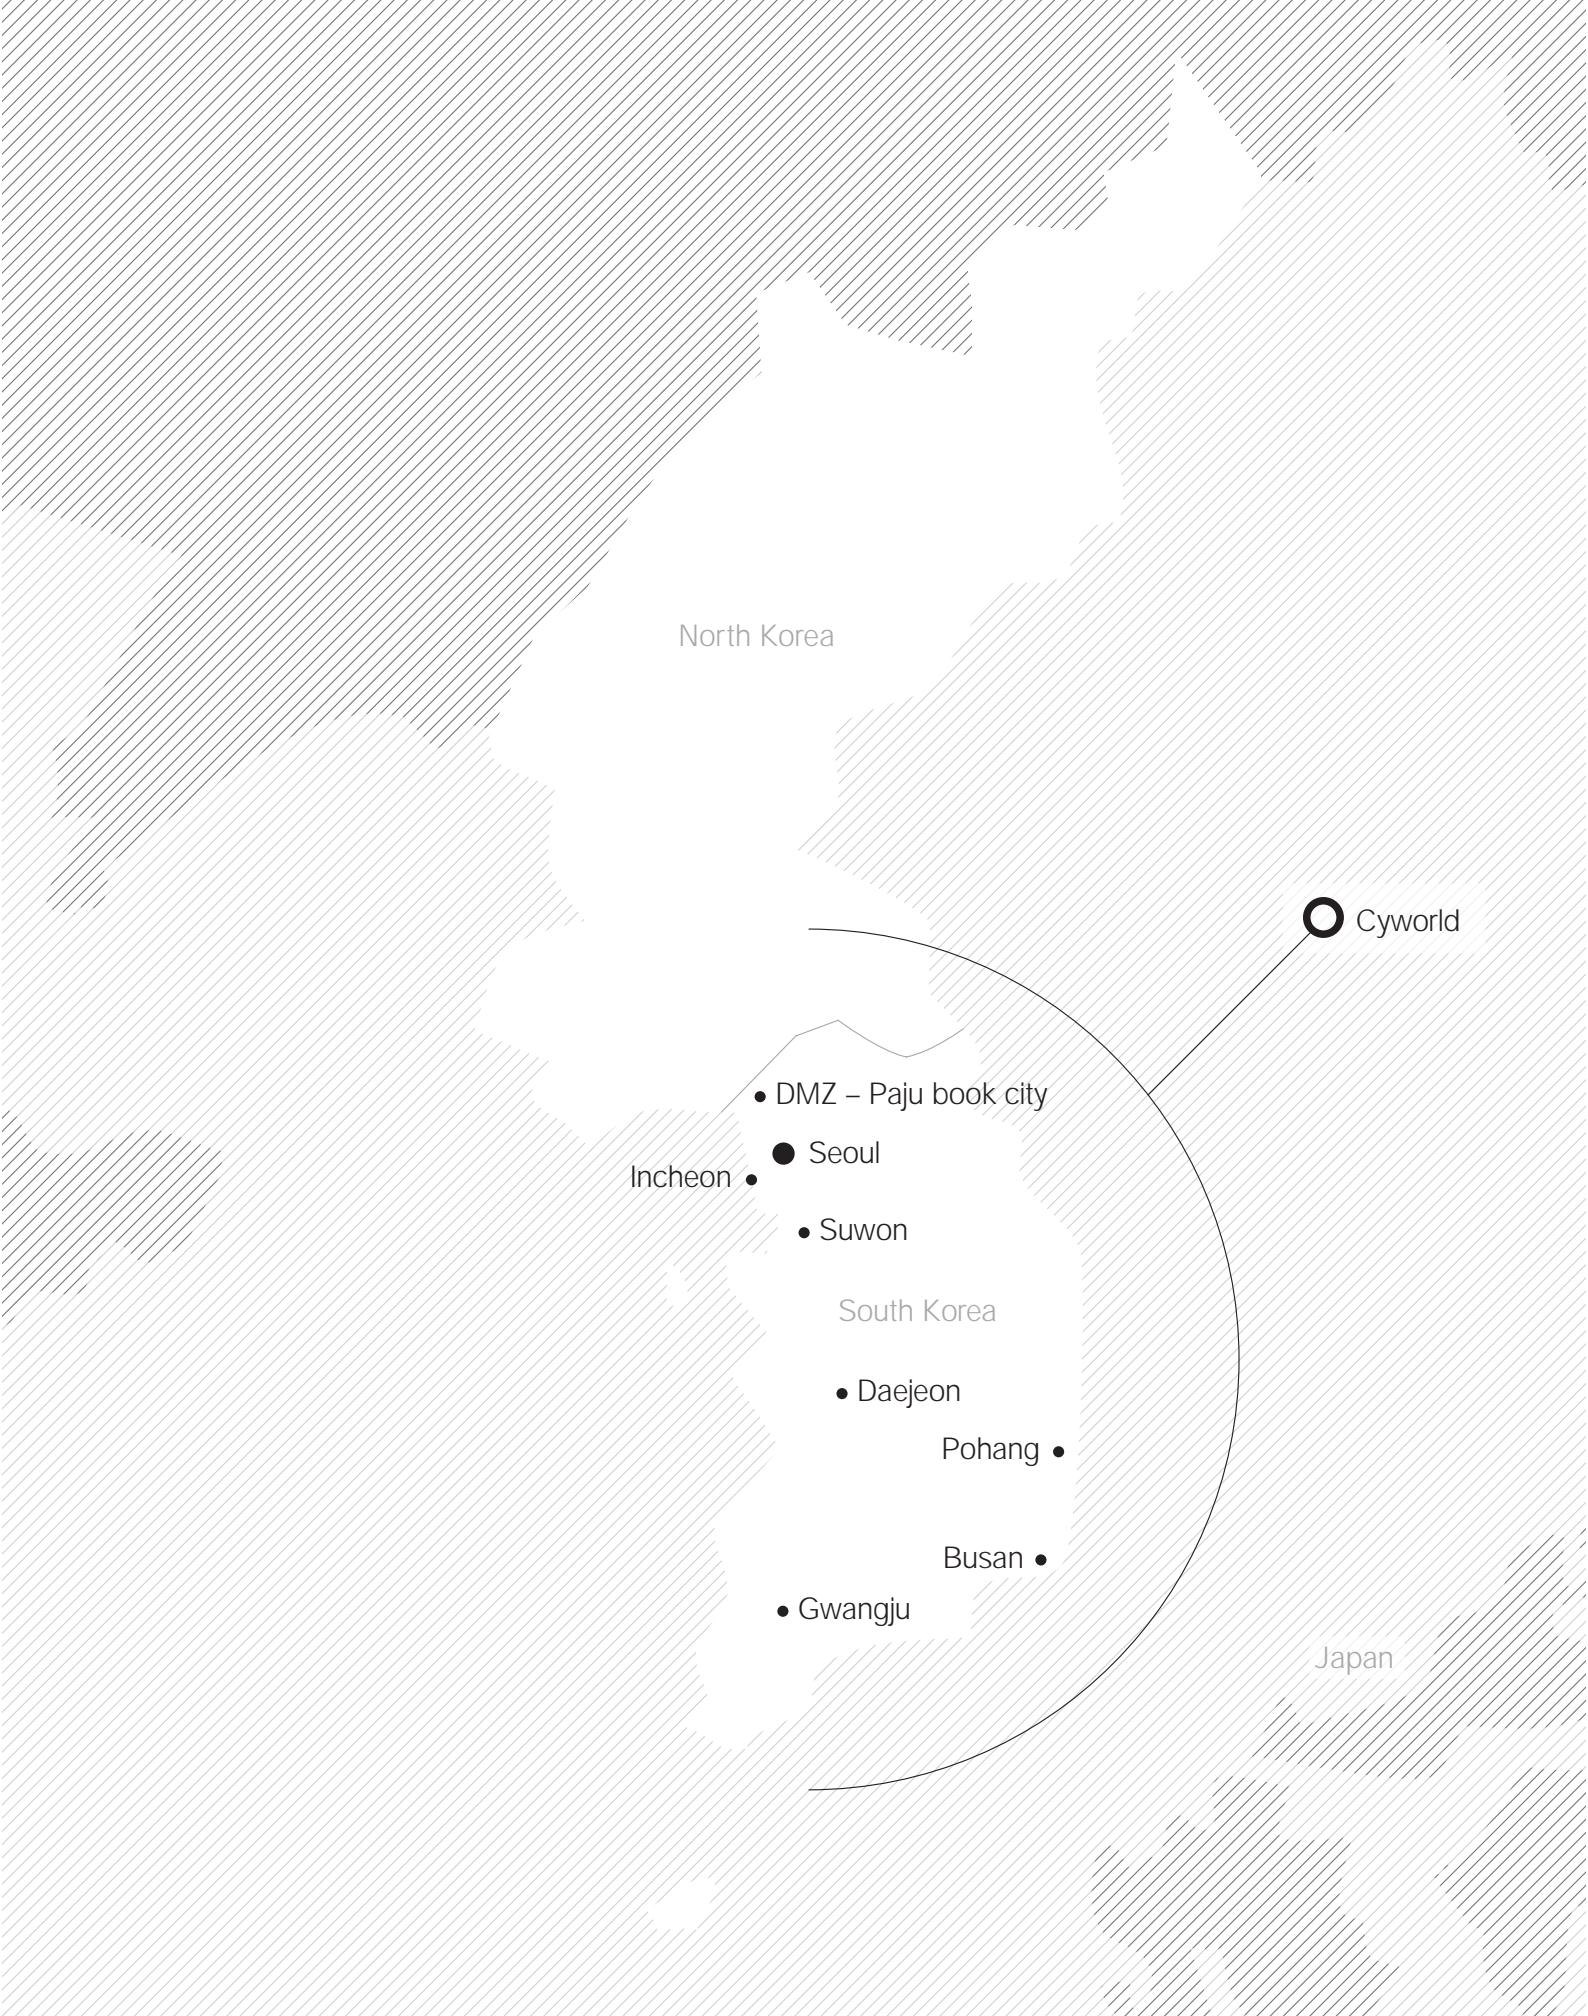 North Korea
Cyworld
DMZ – Paju book city
Seoul
Incheon
Suwon
South Korea
Daejeon
Pohang
Busan
Gwangju
Japan